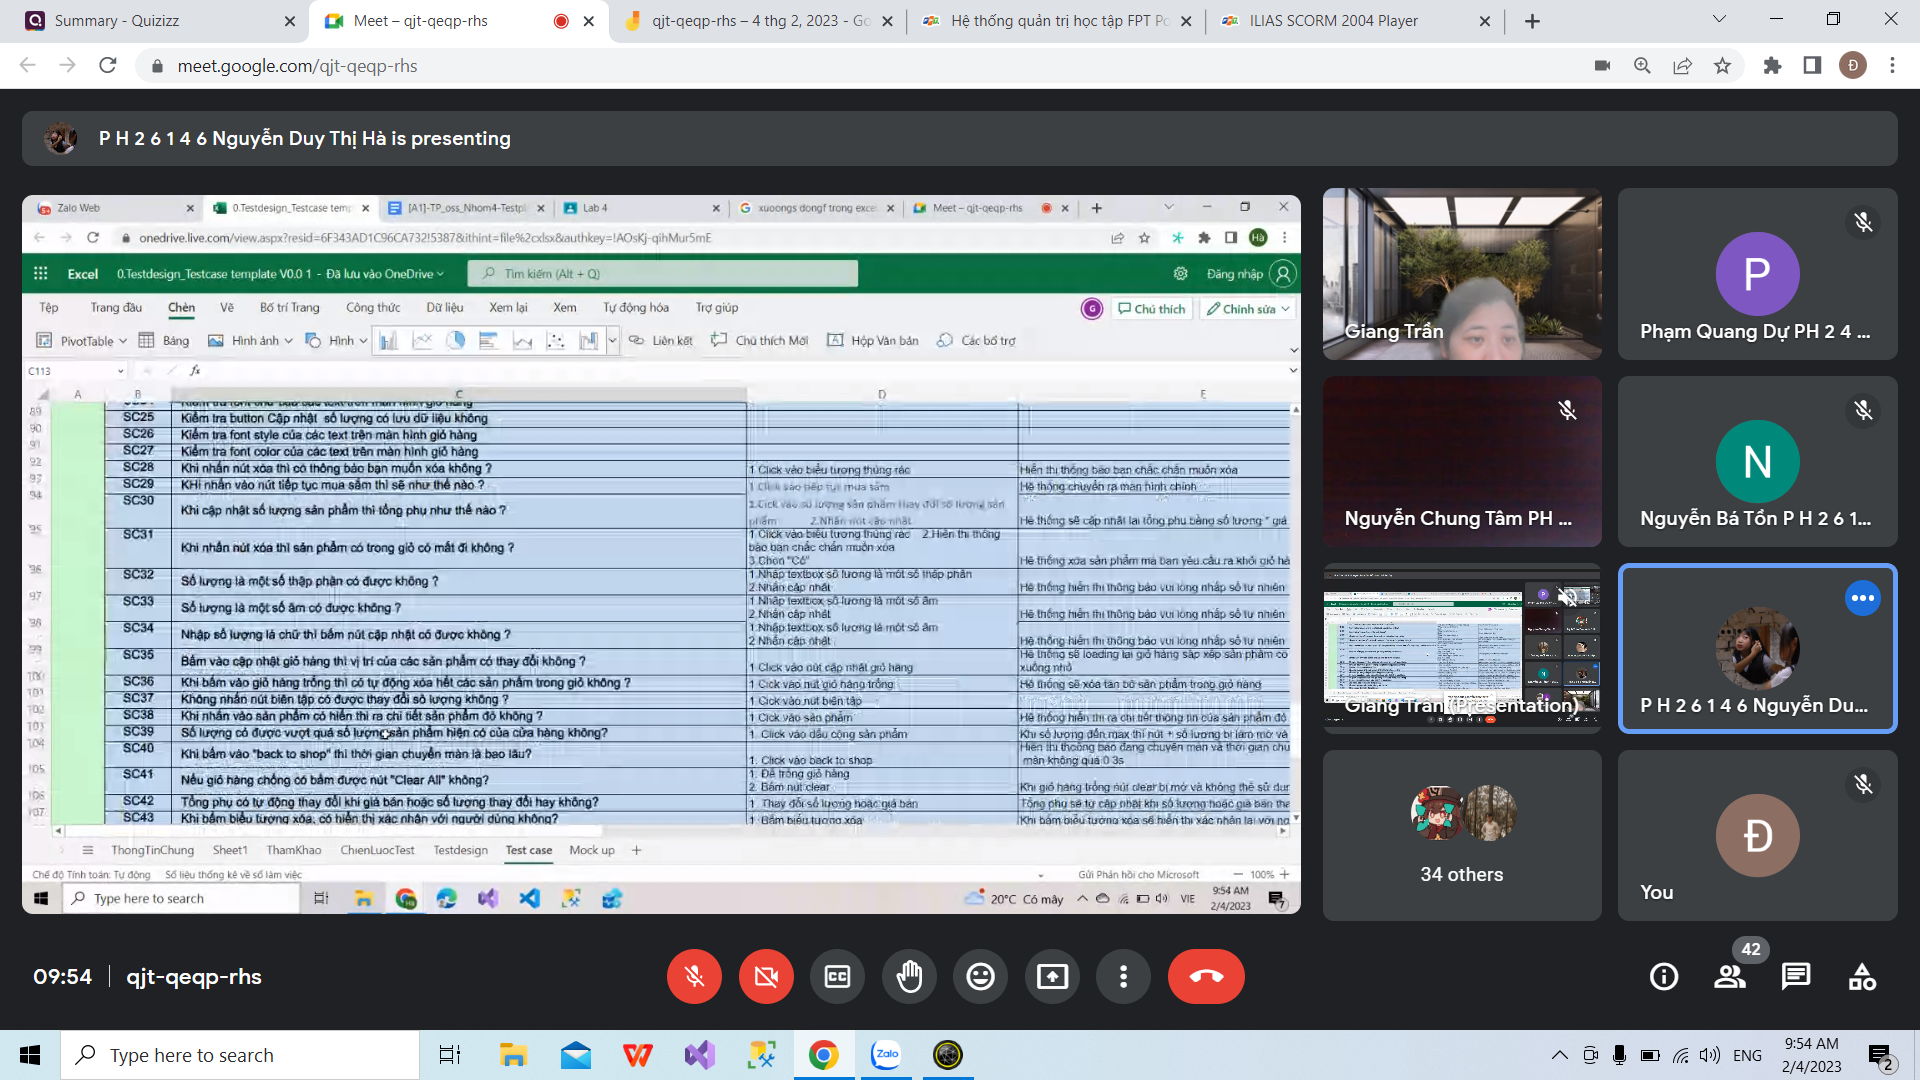 Summary - Quizizz
Meet – qjt-qeqp-rhs
qjt-qeqp-rhs – 4 thg 2, 2023 - Go
Hệ thống quản trị học tập FPT Po
ILIAS SCORM 2004 Player
meet.google.com/qjt-qeqp-rhs
Đ
P H 2 6 1 4 6 Nguyễn Duy Thị Hà is presenting
Zalo Web
0.Testdesign_Testcase temp
[A1]-TP_oss_Nhom4-Testpl
Lab 4
xuoongs dongf trong exce
Meet – qjt-qeqp-rhs
onedrive.live.com/view.aspx?resid=6F343AD1C96CA732!5387&ithint=file%2cxlsx&authkey=!AOsKj-qihMur5mE
Hà
Excel
0.Testdesign_Testcase template V0.0 1 - Đã lưu vào OneDrive
Tìm kiếm (Alt + Q)
Đăng nhập
Tệp
Trang đầu
Chèn
Vẽ
Bố trí Trang
Công thức
Dữ liệu
Xem lại
Xem
Tự động hóa
Trợ giúp
G
Chú thích
Chỉnh sửa
PivotTable
Bảng
Hình ảnh
Hình
Liên kết
Chú thích Mới
Hộp Văn bản
Các bổ trợ
C113
fx
A B C D E
SC25 Kiểm tra button Cập nhật số lượng có lưu dữ liệu không
SC26 Kiểm tra font style của các text trên màn hình giỏ hàng
SC27 Kiểm tra font color của các text trên màn hình giỏ hàng
SC28 Khi nhấn nút xóa thì có thông báo bạn muốn xóa không ? 1.Click vào biểu tượng thùng rác Hiển thị thông báo bạn chắc chắn muốn xóa
SC29 KHi nhấn vào nút tiếp tục mua sắm thì sẽ như thế nào ? 1.Click vào tiếp tục mua sắm Hệ thống chuyển ra màn hình chính
SC30 Khi cập nhật số lượng sản phẩm thì tổng phụ như thế nào ? 1.Click vào số lượng sản phẩm thay đổi số lượng sản phẩm 2.Nhấn nút cập nhật Hệ thống sẽ cập nhật lại tổng phụ bằng số lượng * giá
SC31 Khi nhấn nút xóa thì sản phẩm có trong giỏ có mất đi không ? 1.Click vào biểu tượng thùng rác 2.Hiển thị thông báo bạn chắc chắn muốn xóa 3.Chọn "Có" Hệ thống xóa sản phẩm mà bạn yêu cầu ra khỏi giỏ hà
SC32 Số lượng là một số thập phân có được không ? 1.Nhập textbox số lượng là một số thập phân 2.Nhấn cập nhật Hệ thống hiển thị thông báo vui lòng nhập số tự nhiên
SC33 Số lượng là một số âm có được không ? 1.Nhập textbox số lượng là một số âm 2.Nhấn cập nhật Hệ thống hiển thị thông báo vui lòng nhập số tự nhiên
SC34 Nhập số lượng là chữ thì bấm nút cập nhật có được không ? 1.Nhập textbox số lượng là một số âm 2.Nhấn cập nhật Hệ thống hiển thị thông báo vui lòng nhập số tự nhiên
SC35 Bấm vào cập nhật giỏ hàng thì vị trí của các sản phẩm có thay đổi không ? 1.Click vào nút cập nhật giỏ hàng Hệ thống sẽ loading lại giỏ hàng sắp xếp sản phẩm có xuống nhỏ
SC36 Khi bấm vào giỏ hàng trống thì có tự động xóa hết các sản phẩm trong giỏ không ? 1.Click vào nút giỏ hàng trống Hệ thống sẽ xóa tàn bộ sản phẩm trong giỏ hàng
SC37 Không nhấn nút biên tập có được thay đổi số lượng không ? 1.Click vào nút biên tập
SC38 Khi nhấn vào sản phẩm có hiển thị ra chi tiết sản phẩm đó không ? 1.Click vào sản phẩm Hệ thống hiển thị ra chi tiết thông tin của sản phẩm đó
SC39 Số lượng có được vượt quá số lượng sản phẩm hiện có của cửa hàng không? 1. Click vào dấu cộng sản phẩm Khi số lượng đến max thì nút + số lượng bị làm mờ và
SC40 Khi bấm vào "back to shop" thì thời gian chuyển màn là bao lâu? 1. Click vào back to shop Hiển thị thông báo đang chuyển màn và thời gian chu màn không quá 0.3s
SC41 Nếu giỏ hàng chống có bấm được nút "Clear All" không? 1. Để trống giỏ hàng 2. Bấm nút clear Khi giỏ hàng trống nút clear bị mờ và không thể sử dụn
SC42 Tổng phụ có tự động thay đổi khi giá bán hoặc số lượng thay đổi hay không? 1. Thay đổi số lượng hoặc giá bán Tổng phụ sẽ tự cập nhật khi số lượng hoặc giá bán tha
SC43 Khi bấm biểu tượng xóa, có hiển thị xác nhận với người dùng không? 1. Bấm biểu tượng xóa Khi bấm biểu tượng xóa sẽ hiển thị xác nhận lại với ng
ThongTinChung
Sheet1
ThamKhao
ChienLuocTest
Testdesign
Test case
Mock up
Chế độ Tính toán: Tự động
Số liệu thống kê về sổ làm việc
Gửi Phản hồi cho Microsoft
100%
Type here to search
20°C Có mây
VIE
9:54 AM
2/4/2023
7
Giang Trần
P
Phạm Quang Dự PH 2 4 ...
Nguyễn Chung Tâm PH ...
N
Nguyễn Bá Tồn P H 2 6 1...
Giang Trần (Presentation)
P H 2 6 1 4 6 Nguyễn Du...
34 others
Đ
You
09:54
qjt-qeqp-rhs
42
Type here to search
Zalo
ENG
9:54 AM
2/4/2023
2